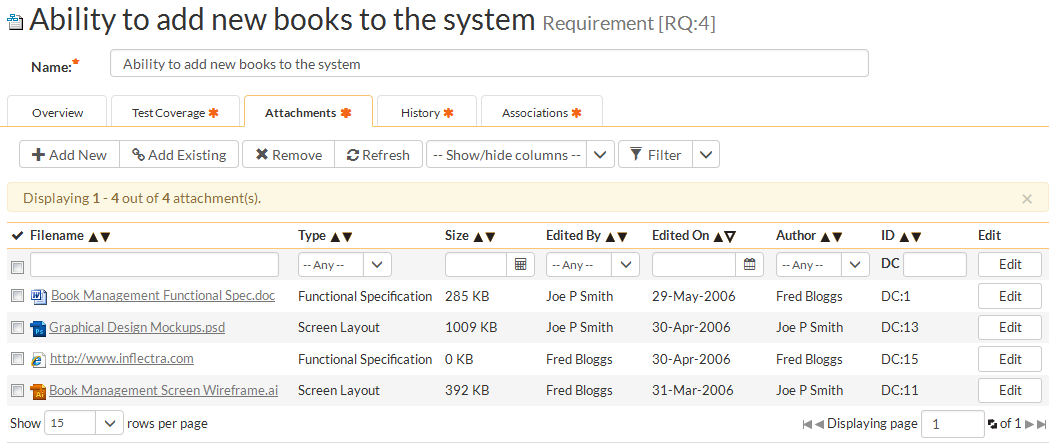 Ability to add new books to the system Requirement [RQ:4]
Name:* Ability to add new books to the system
Overview Test Coverage * Attachments * History * Associations *
Add New Add Existing Remove Refresh -- Show/hide columns -- Filter
Displaying 1 - 4 out of 4 attachment(s). ×
Filename ▲▼ Type ▲▼ Size ▲▼ Edited By ▲▼ Edited On ▲▼ Author ▲▼ ID ▲▼ Edit
-- Any -- -- Any -- -- Any -- DC Edit
Book Management Functional Spec.doc Functional Specification 285 KB Joe P Smith 29-May-2006 Fred Bloggs DC:1 Edit
Graphical Design Mockups.psd Screen Layout 1009 KB Joe P Smith 30-Apr-2006 Joe P Smith DC:13 Edit
http://www.inflectra.com Functional Specification 0 KB Fred Bloggs 30-Apr-2006 Fred Bloggs DC:15 Edit
Book Management Screen Wireframe.ai Screen Layout 392 KB Fred Bloggs 31-Mar-2006 Joe P Smith DC:11 Edit
Show 15 rows per page Displaying page 1 of 1